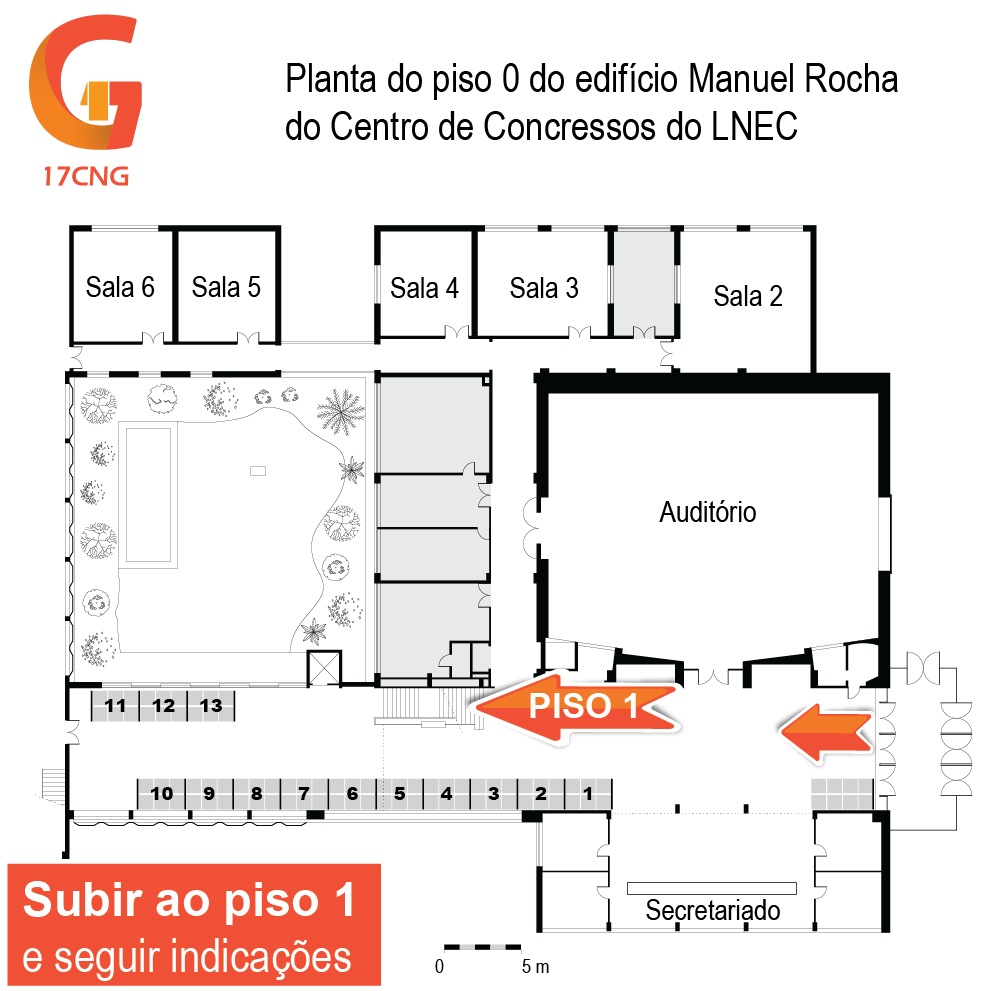 17CNG
Planta do piso 0 do edifício Manuel Rocha
do Centro de Concressos do LNEC
Sala 6
Sala 5
Sala 4
Sala 3
Sala 2
Auditório
PISO 1
11 12 13
10 9 8 7 6 5 4 3 2 1
Secretariado
Subir ao piso 1
e seguir indicações
0 5 m